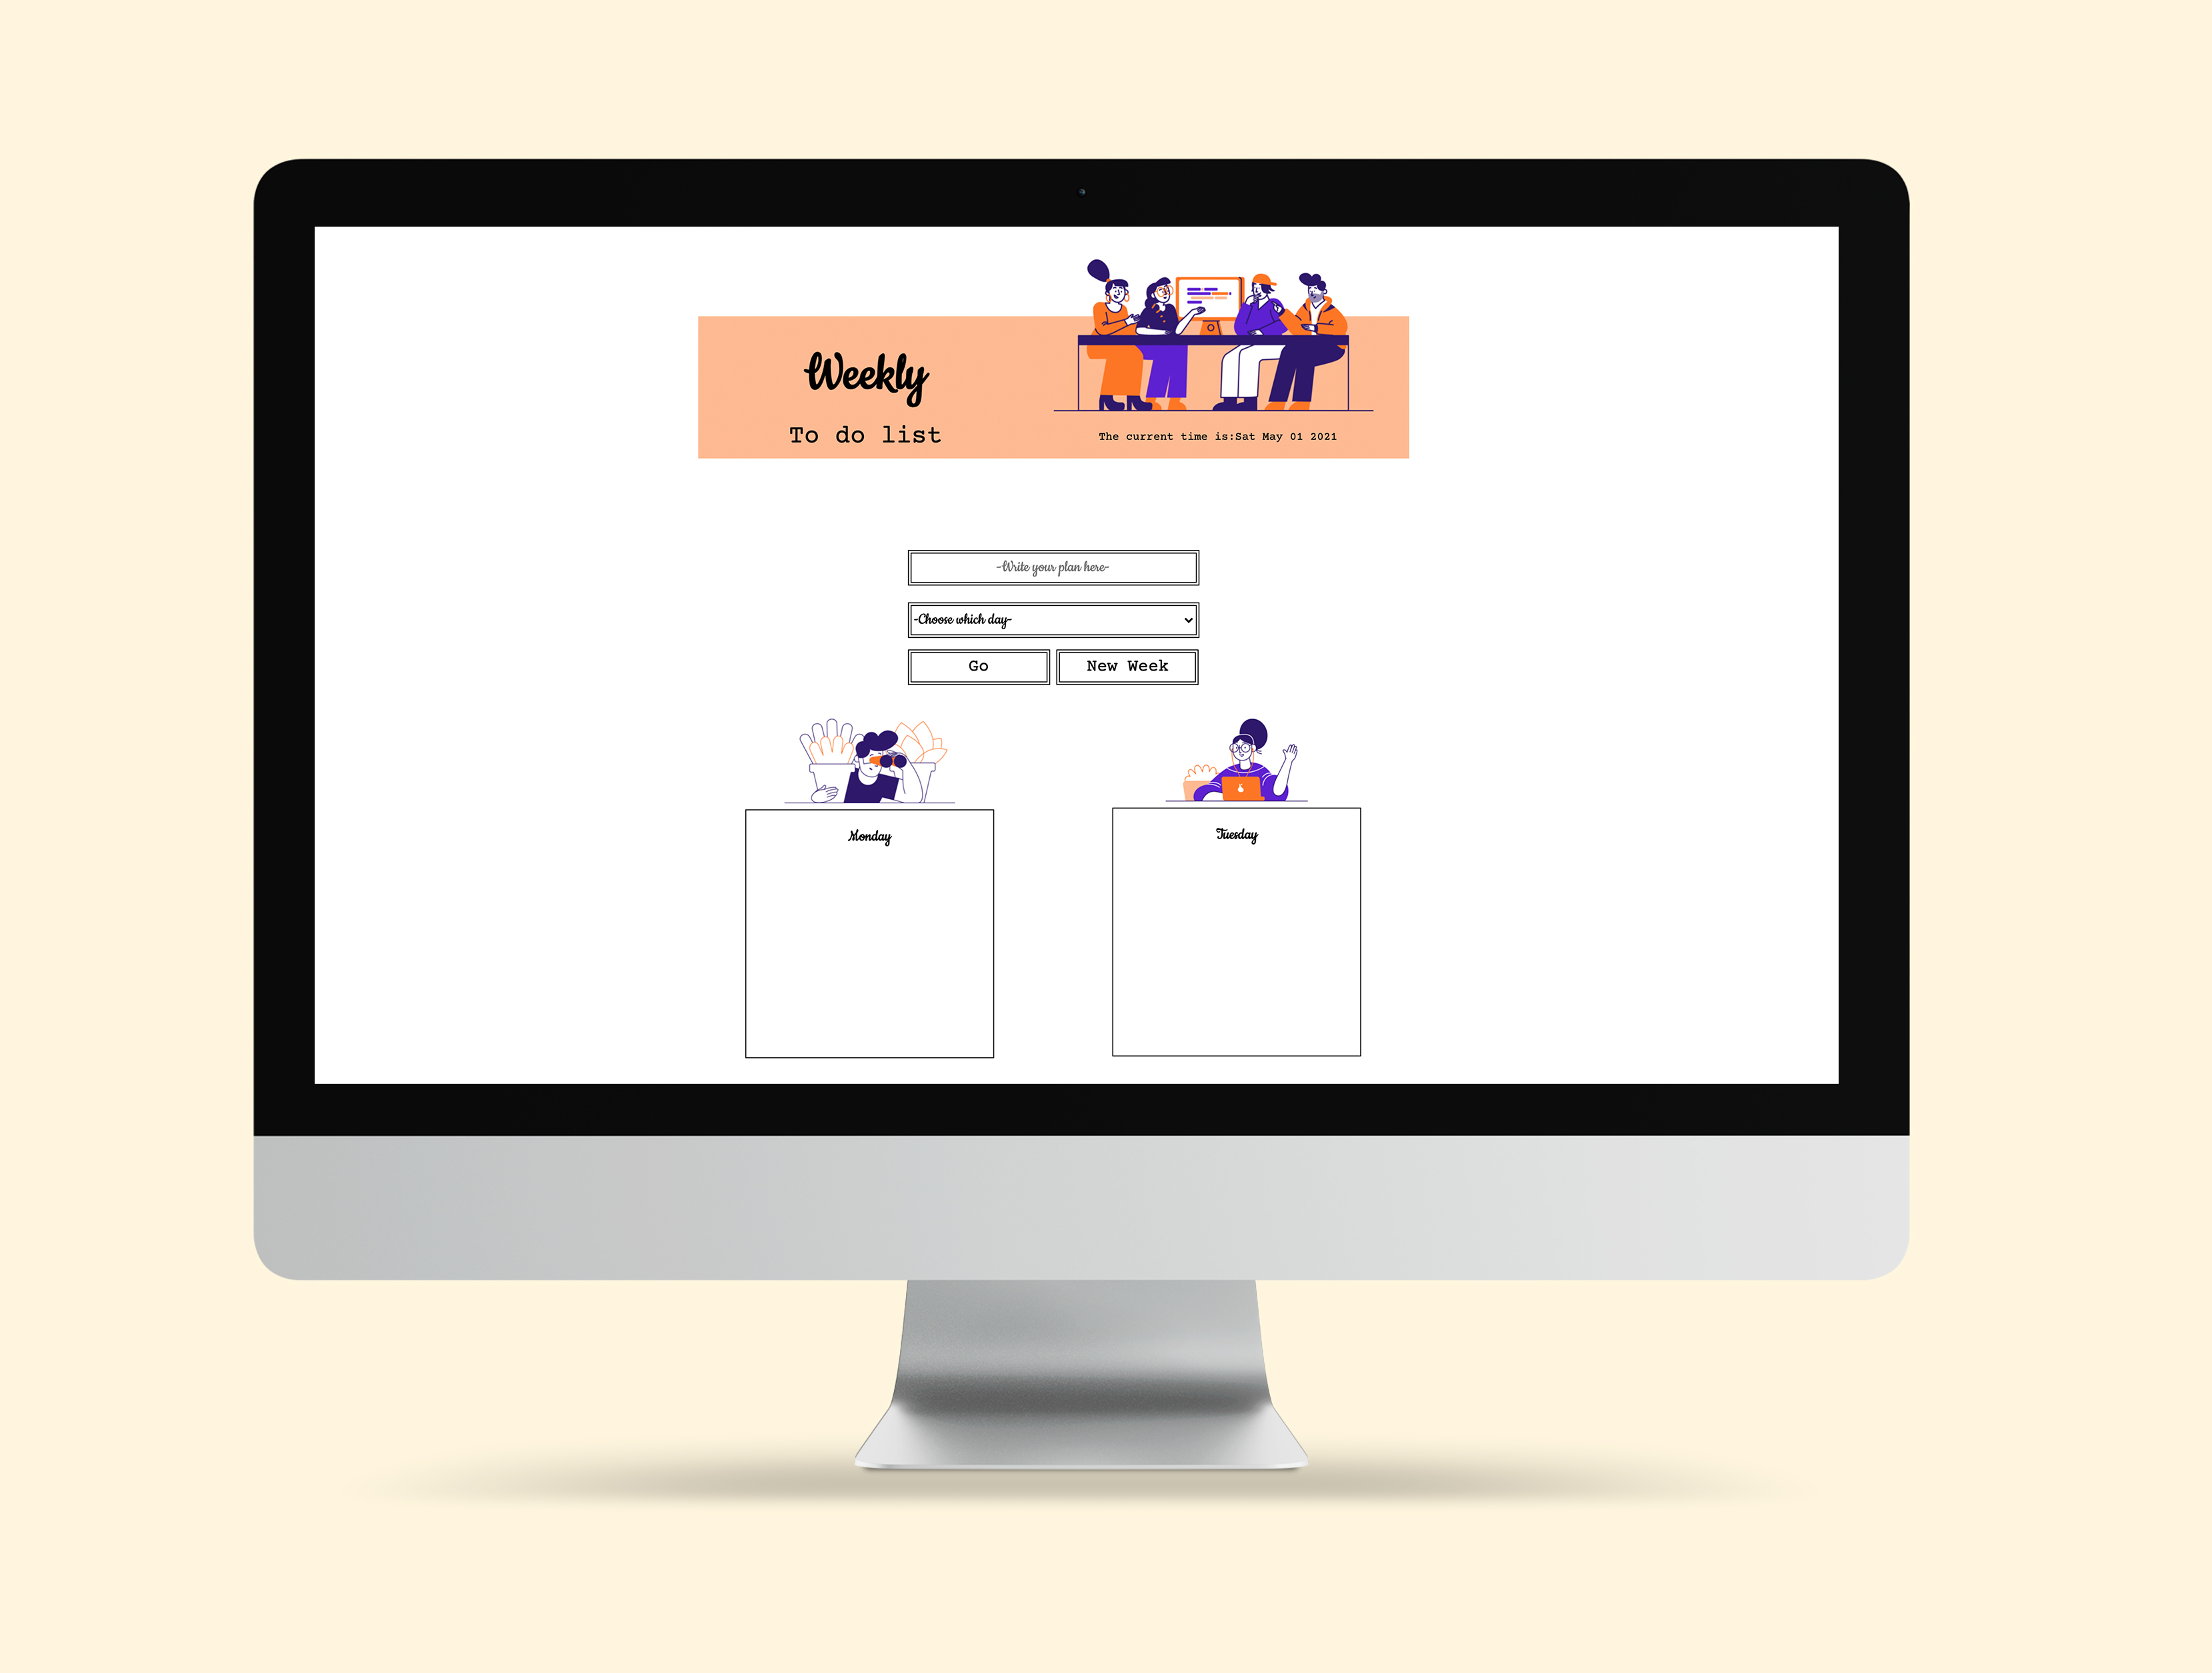 Weekly
To do list
The current time is:Sat May 01 2021
-Write your plan here-
-Choose which day-
Go
New Week
Monday
Tuesday